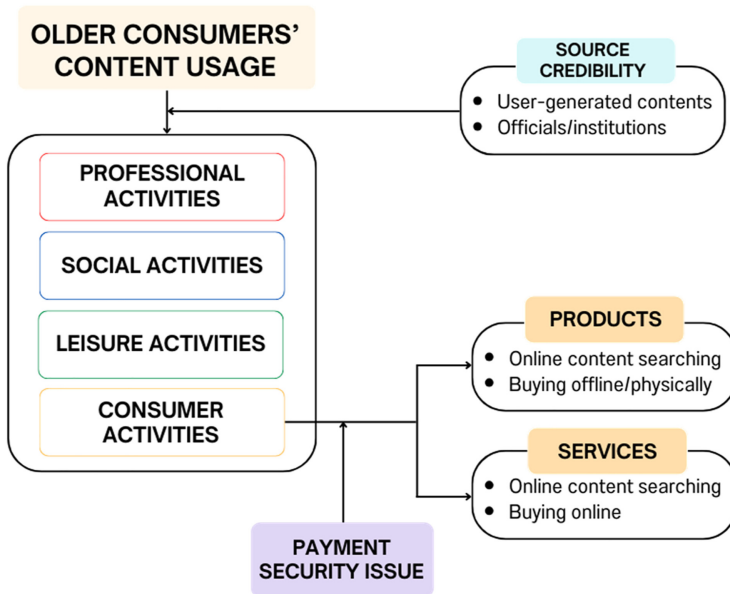 OLDER CONSUMERS'
CONTENT USAGE
SOURCE
CREDIBILITY
• User-generated contents
• Officials/institutions
PROFESSIONAL
ACTIVITIES
SOCIAL ACTIVITIES
LEISURE ACTIVITIES
CONSUMER
ACTIVITIES
PRODUCTS
• Online content searching
• Buying offline/physically
SERVICES
• Online content searching
• Buying online
PAYMENT
SECURITY ISSUE